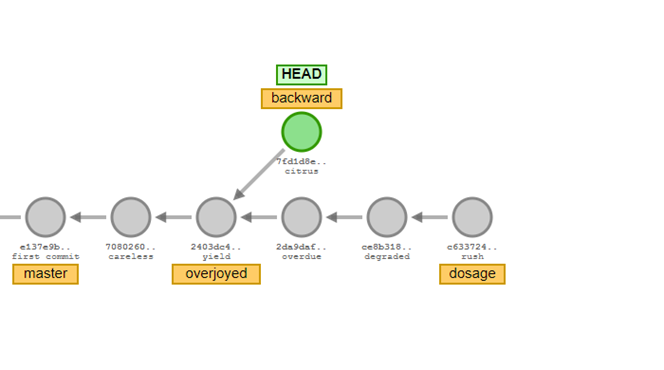 HEAD
backward
7fd1d8e..
citrus
e137e9b..
first commit
master
7080260..
careless
2403dc4..
yield
overjoyed
2da9daf..
overdue
ce8b318..
degraded
c633724..
rush
dosage